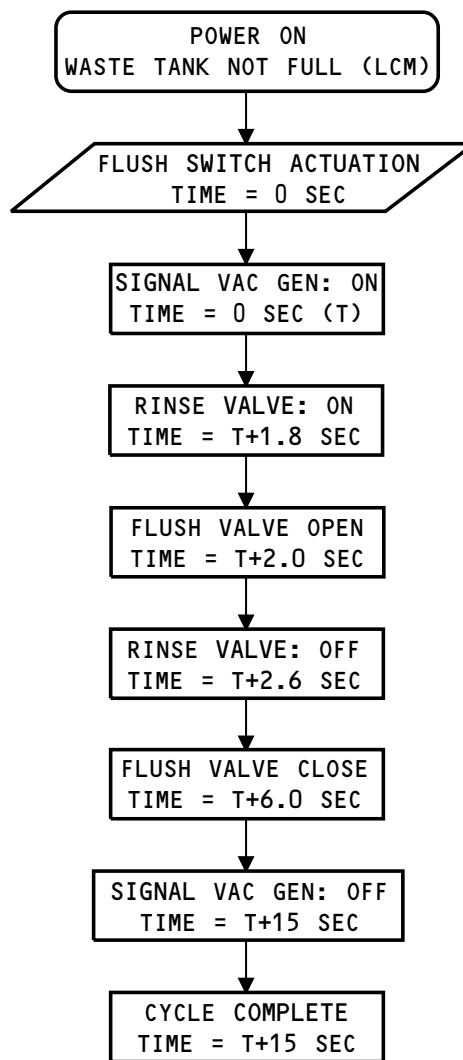 POWER ON
WASTE TANK NOT FULL (LCM)
FLUSH SWITCH ACTUATION
TIME = 0 SEC
SIGNAL VAC GEN: ON
TIME = 0 SEC (T)
RINSE VALVE: ON
TIME = T+1.8 SEC
FLUSH VALVE OPEN
TIME = T+2.0 SEC
RINSE VALVE: OFF
TIME = T+2.6 SEC
FLUSH VALVE CLOSE
TIME = T+6.0 SEC
SIGNAL VAC GEN: OFF
TIME = T+15 SEC
CYCLE COMPLETE
TIME = T+15 SEC